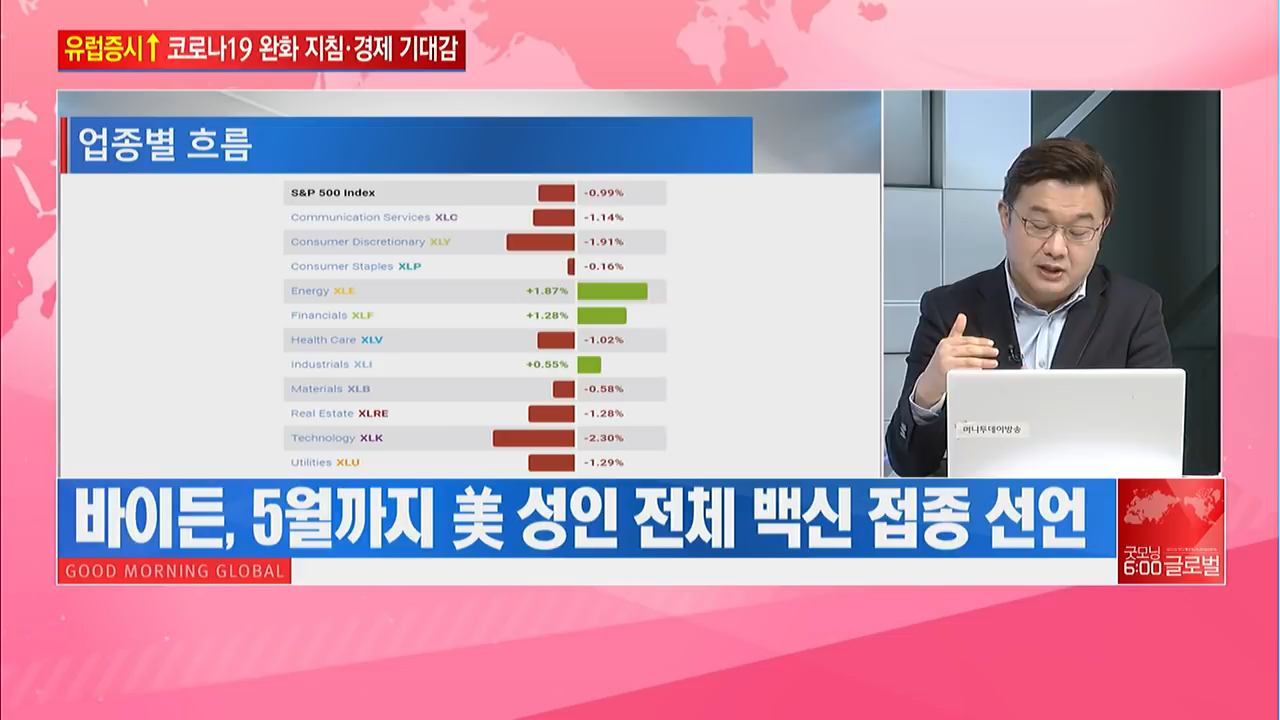 유럽증시↑ 코로나19 완화 지침·경제 기대감
업종별 흐름
S&P 500 Index -0.99%
Communication Services XLC -1.14%
Consumer Discretionary XLY -1.91%
Consumer Staples XLP -0.16%
Energy XLE +1.87%
Financials XLF +1.28%
Health Care XLV -1.02%
Industrials XLI +0.55%
Materials XLB -0.58%
Real Estate XLRE -1.28%
Technology XLK -2.30%
Utilities XLU -1.29%
머니투데이방송
바이든, 5월까지 美 성인 전체 백신 접종 선언
GOOD MORNING GLOBAL
굿모닝
6:00 글로벌